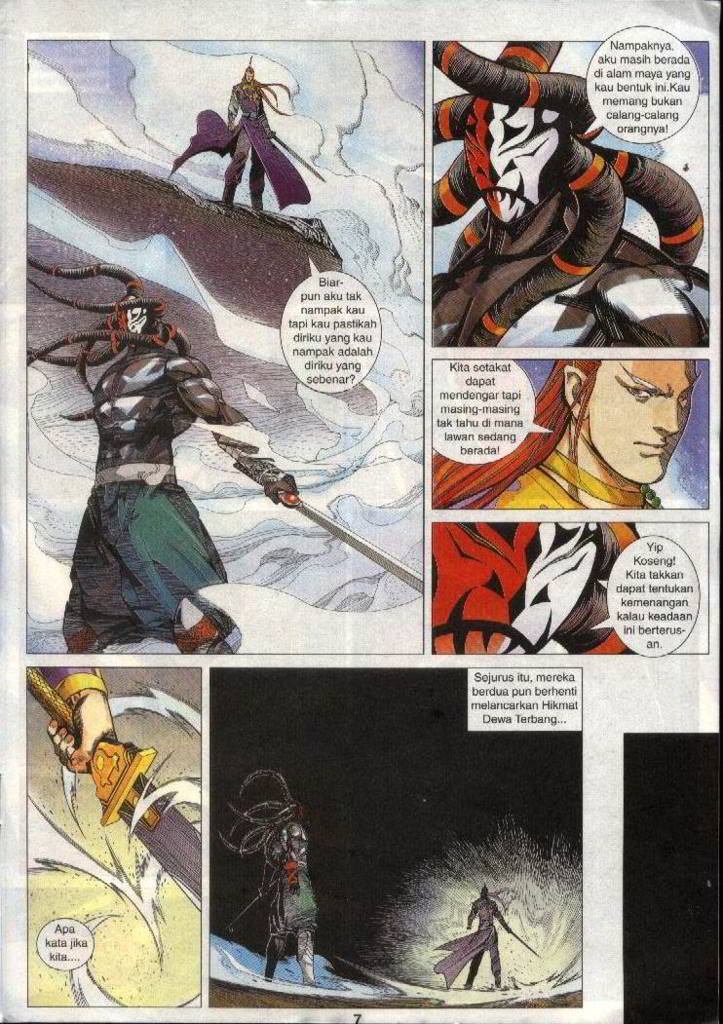 Biar-
pun aku tak
nampak kau
tapi kau pastikah
diriku yang kau
nampak adalah
diriku yang
sebenar?
Nampaknya,
aku masih berada
di alam maya yang
kau bentuk ini.Kau
memang bukan
calang-calang
orangnya!
Kita setakat
dapat
mendengar tapi
masing-masing
tak tahu di mana
lawan sedang
berada!
Yip
Koseng!
Kita takkan
dapat tentukan
kemenangan
kalau keadaan
ini berterus-
an.
Apa
kata jika
kita....
Sejurus itu, mereka
berdua pun berhenti
melancarkan Hikmat
Dewa Terbang...
7